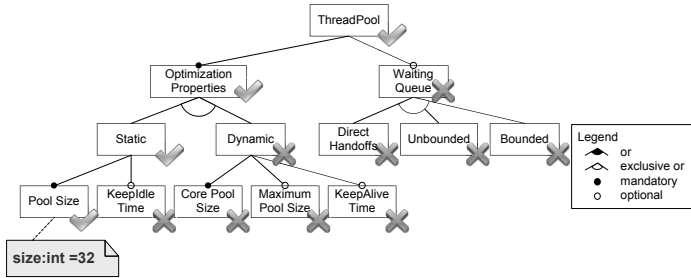 ThreadPool
Optimization
Properties
Waiting
Queue
Static
Dynamic
Direct
Handoffs
Unbounded
Bounded
Pool Size
KeepIdle
Time
Core Pool
Size
Maximum
Pool Size
KeepAlive
Time
size:int =32
Legend
or
exclusive or
mandatory
optional